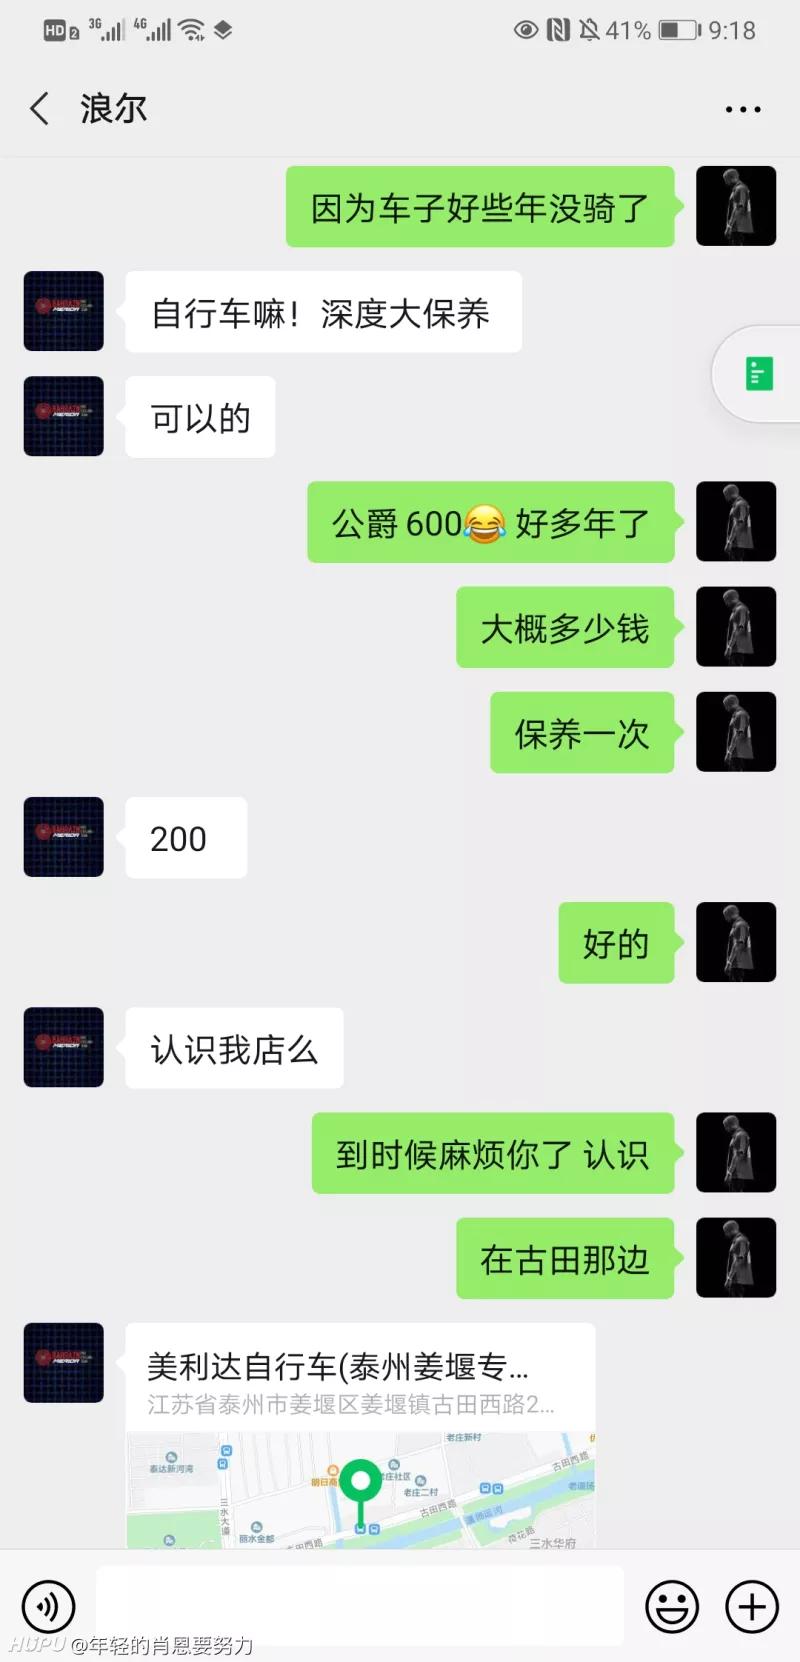 HD 2 3G 4G 41% 9:18
浪尔
因为车子好些年没骑了
自行车嘛！深度大保养
可以的
公爵 600😂 好多年了
大概多少钱
保养一次
200
好的
认识我店么
到时候麻烦你了 认识
在古田那边
美利达自行车(泰州姜堰专...
江苏省泰州市姜堰区姜堰镇古田西路2...
老庄新村
泰达新河湾
明日商
老庄社区
老庄二村
古田西路
三水大道
古田西路
丽水金都
古田西路
荷花路
三水华府
HUPU @年轻的肖恩要努力